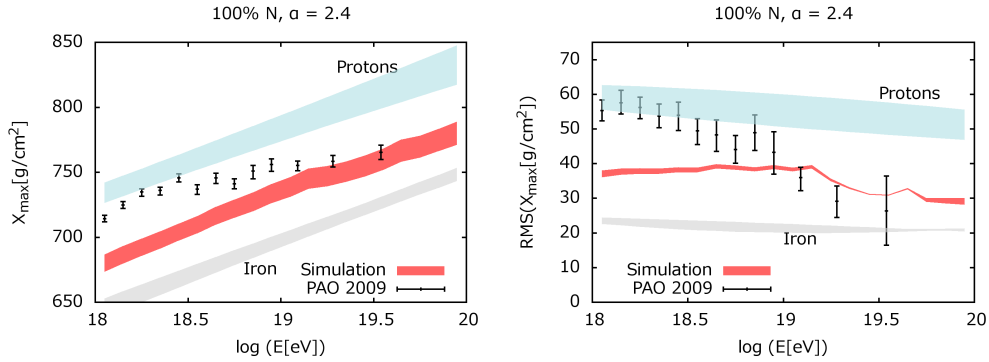 100% N, α = 2.4
850
800
750
700
650
X_max[g/cm²]
Protons
Iron
Simulation
PAO 2009
18
18.5
19
19.5
20
log (E[eV])
100% N, α = 2.4
70
60
50
40
30
20
10
0
RMS(X_max[g/cm²])
Protons
Iron
Simulation
PAO 2009
18
18.5
19
19.5
20
log (E[eV])